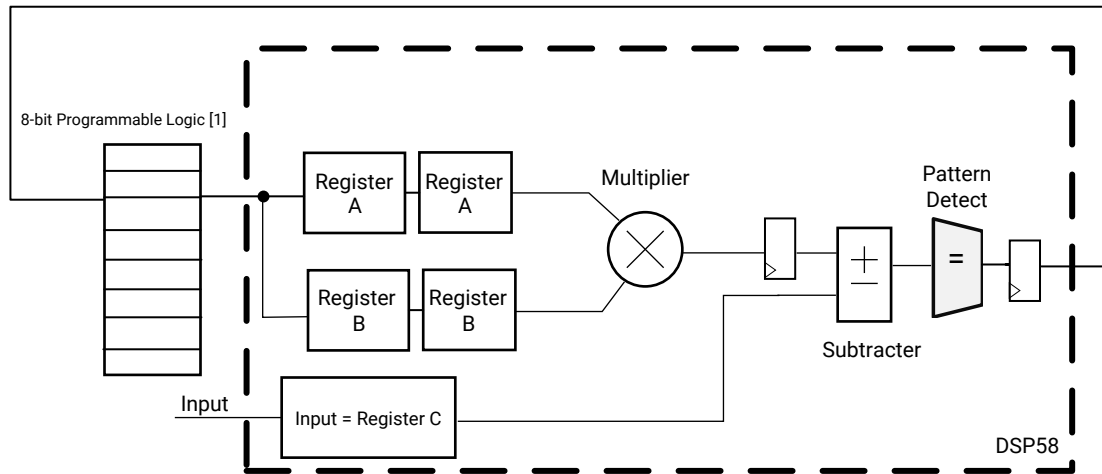 8-bit Programmable Logic [1]
Register
A
Register
A
Multiplier
Pattern
Detect
=
Register
B
Register
B
Subtracter
Input
Input = Register C
DSP58